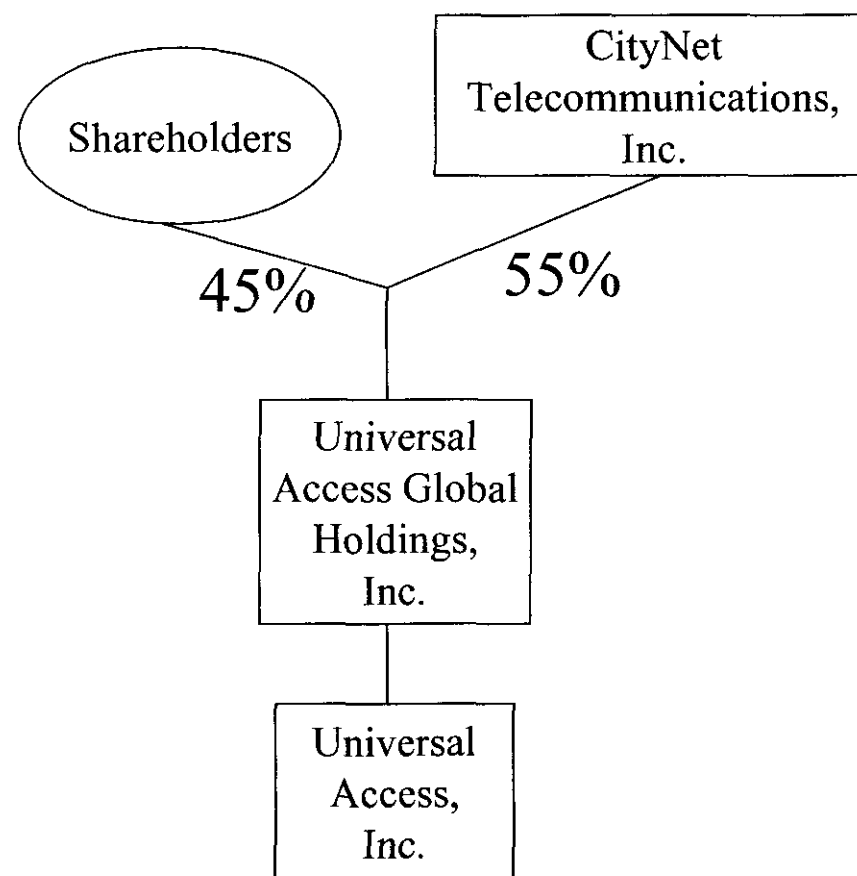 Shareholders
CityNet
Telecommunications,
Inc.
45%
55%
Universal
Access Global
Holdings,
Inc.
Universal
Access,
Inc.